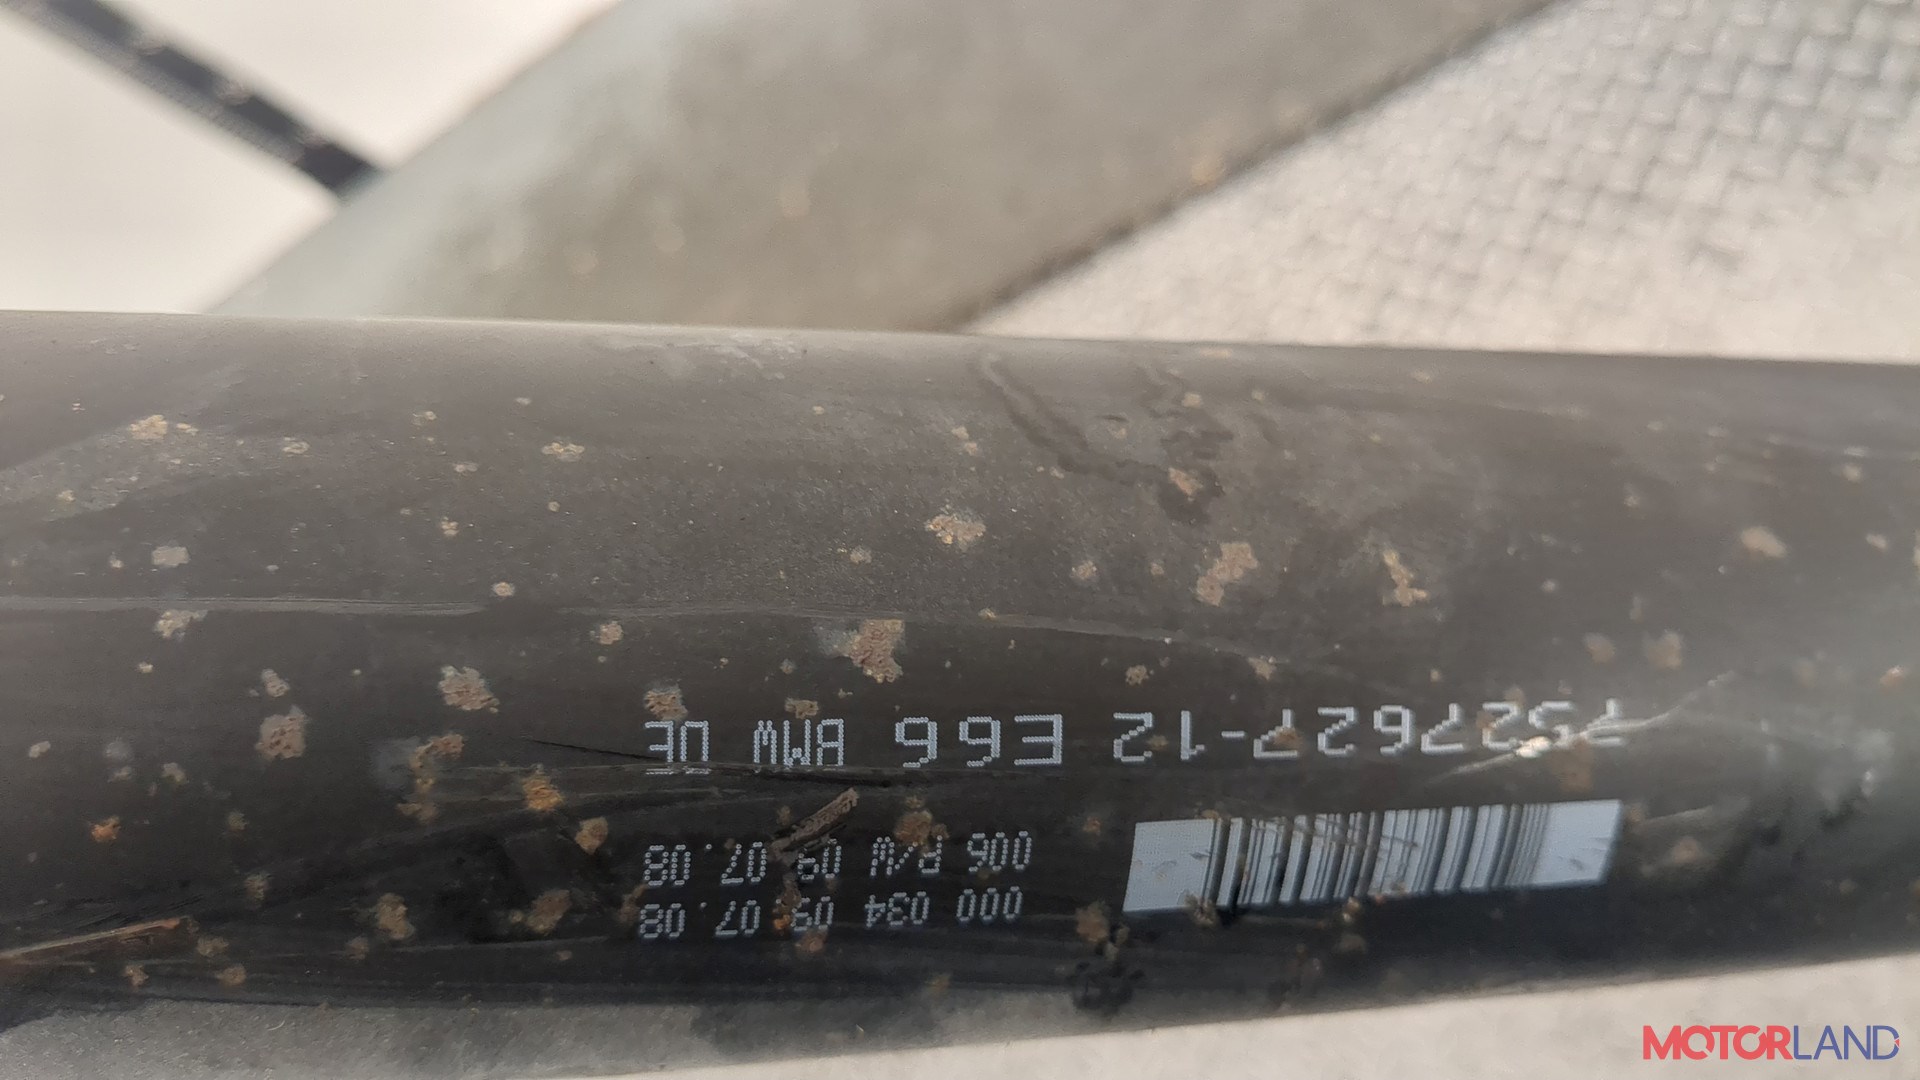 000 034 09 07.08
006 P/W 09 07.08
7527627-12 E66 BMW DE
MOTORLAND